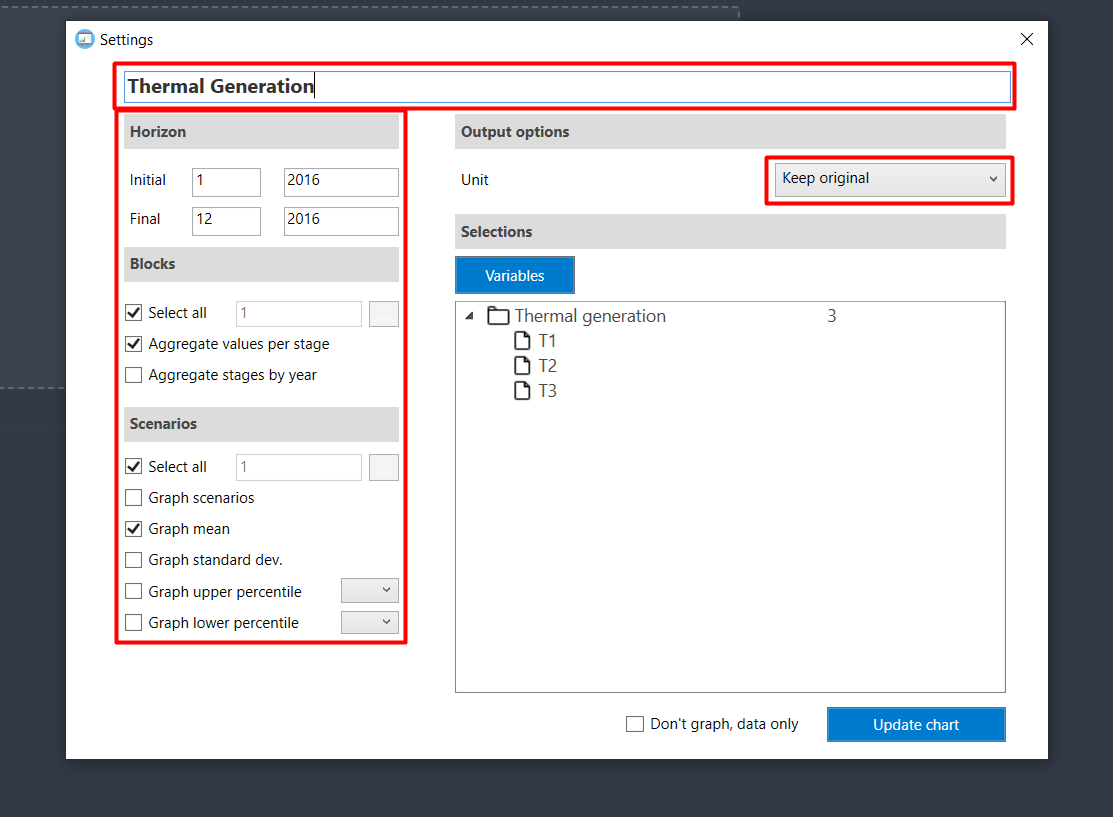 Settings
Thermal Generation
Horizon
Initial 1 2016
Final 12 2016
Blocks
Select all 1 ...
Aggregate values per stage
Aggregate stages by year
Scenarios
Select all 1 ...
Graph scenarios
Graph mean
Graph standard dev.
Graph upper percentile
Graph lower percentile
Output options
Unit Keep original
Selections
Variables
Thermal generation 3
T1
T2
T3
Don't graph, data only
Update chart